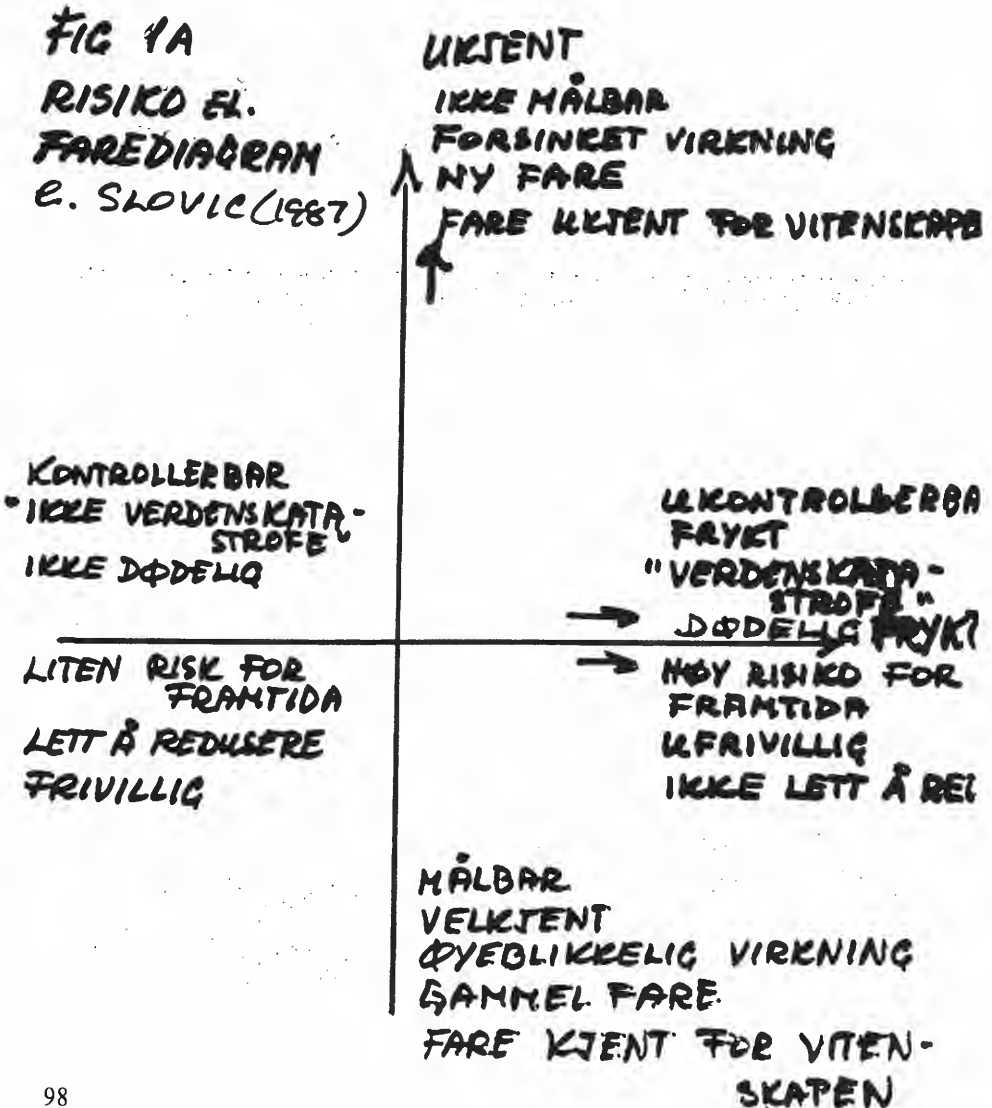 FIG 1A
RISIKO EL.
FAREDIAGRAM
e. SLOVIC (1987)
UKJENT
IKKE MÅLBAR
FORSINKET VIRKNING
NY FARE
FARE UKJENT FOR VITENSKAPE
KONTROLLERBAR
"IKKE VERDENSKATA-
STROFE"
IKKE DØDELIG
UKONTROLLERBA
FRYKT
"VERDENSKATA-
STROFE"
DØDELIG FRYKT
LITEN RISK FOR
FRAMTIDA
LETT Å REDUSERE
FRIVILLIG
HØY RISIKO FOR
FRAMTIDA
UFRIVILLIG
IKKE LETT Å RE
MÅLBAR
VELKJENT
ØYEBLIKKELIG VIRKNING
GAMMEL FARE
FARE KJENT FOR VITEN-
SKAPEN
98